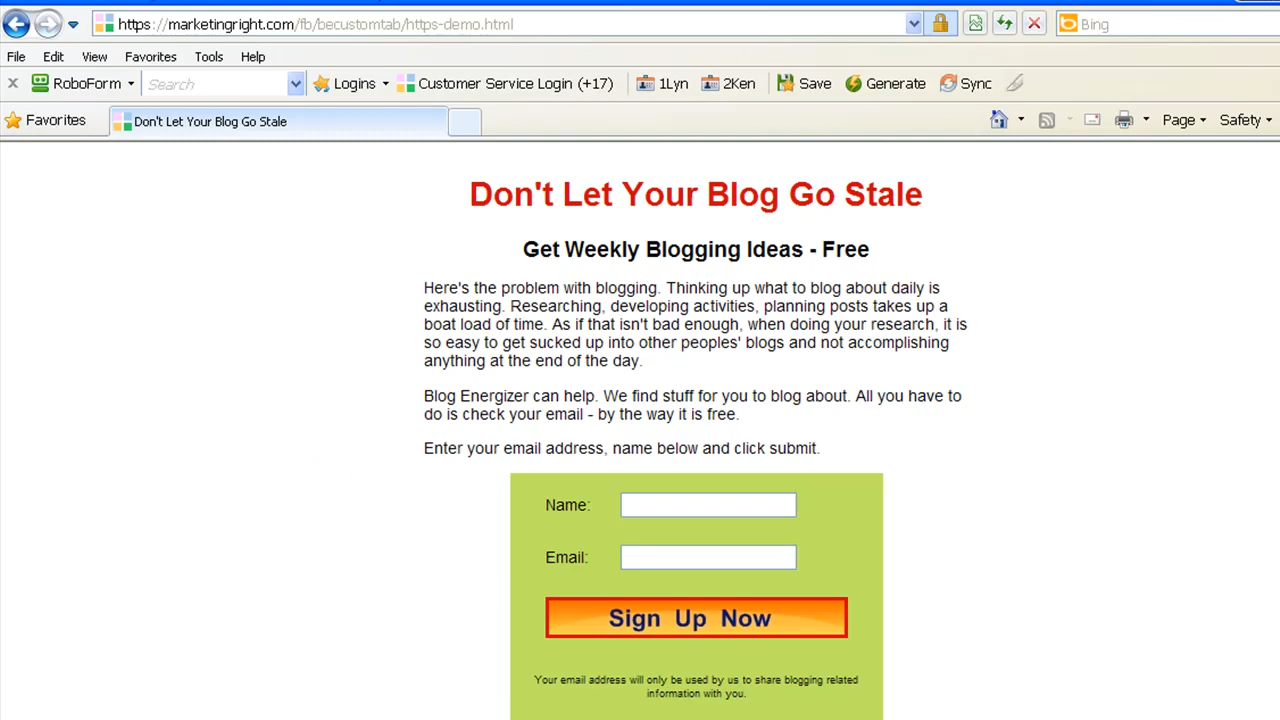 https://marketingright.com/fb/becustomtab/https-demo.html
Bing
File Edit View Favorites Tools Help
RoboForm Search Logins Customer Service Login (+17) 1Lyn 2Ken Save Generate Sync
Favorites Don't Let Your Blog Go Stale Page Safety
Don't Let Your Blog Go Stale
Get Weekly Blogging Ideas - Free
Here's the problem with blogging. Thinking up what to blog about daily is
exhausting. Researching, developing activities, planning posts takes up a
boat load of time. As if that isn't bad enough, when doing your research, it is
so easy to get sucked up into other peoples' blogs and not accomplishing
anything at the end of the day.
Blog Energizer can help. We find stuff for you to blog about. All you have to
do is check your email - by the way it is free.
Enter your email address, name below and click submit.
Name:
Email:
Sign Up Now
Your email address will only be used by us to share blogging related
information with you.